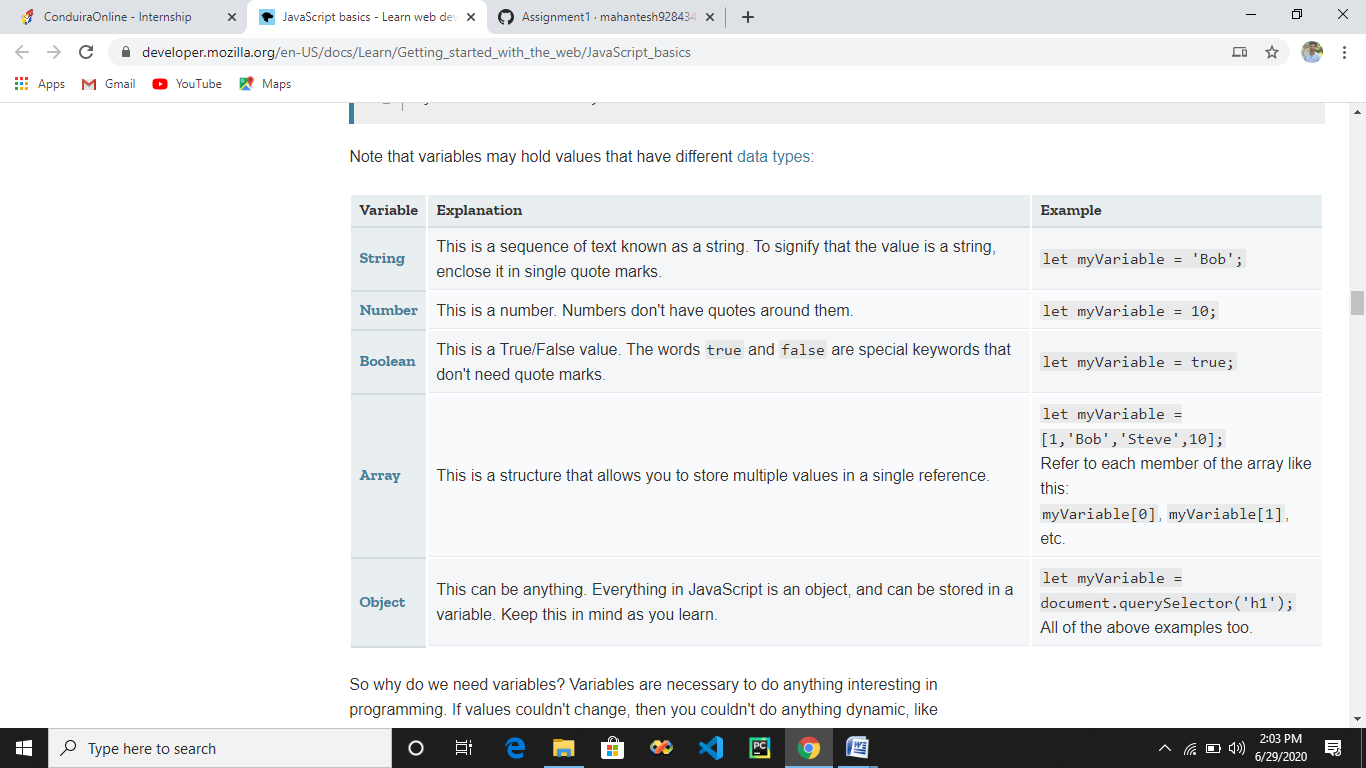 ConduiraOnline - Internship
JavaScript basics - Learn web dev
Assignment1 · mahantesh928434
developer.mozilla.org/en-US/docs/Learn/Getting_started_with_the_web/JavaScript_basics
Apps Gmail YouTube Maps
Note that variables may hold values that have different data types:
Variable Explanation Example
String
This is a sequence of text known as a string. To signify that the value is a string,
enclose it in single quote marks.
let myVariable = 'Bob';
Number This is a number. Numbers don't have quotes around them. let myVariable = 10;
Boolean
This is a True/False value. The words true and false are special keywords that
don't need quote marks.
let myVariable = true;
Array
This is a structure that allows you to store multiple values in a single reference.
let myVariable =
[1,'Bob','Steve',10];
Refer to each member of the array like
this:
myVariable[0], myVariable[1],
etc.
Object
This can be anything. Everything in JavaScript is an object, and can be stored in a
variable. Keep this in mind as you learn.
let myVariable =
document.querySelector('h1');
All of the above examples too.
So why do we need variables? Variables are necessary to do anything interesting in
programming. If values couldn't change, then you couldn't do anything dynamic, like
Type here to search
PC
W
2:03 PM
6/29/2020